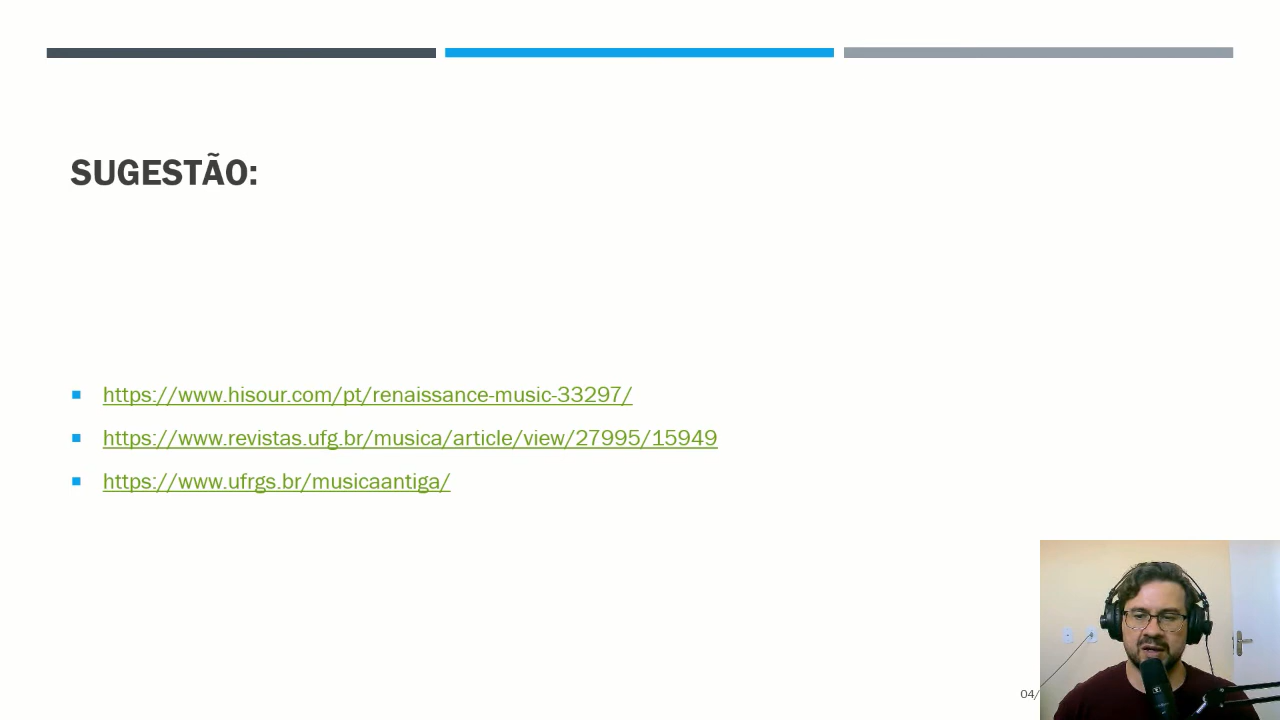 SUGESTÃO:
https://www.hisour.com/pt/renaissance-music-33297/
https://www.revistas.ufg.br/musica/article/view/27995/15949
https://www.ufrgs.br/musicaantiga/
04/